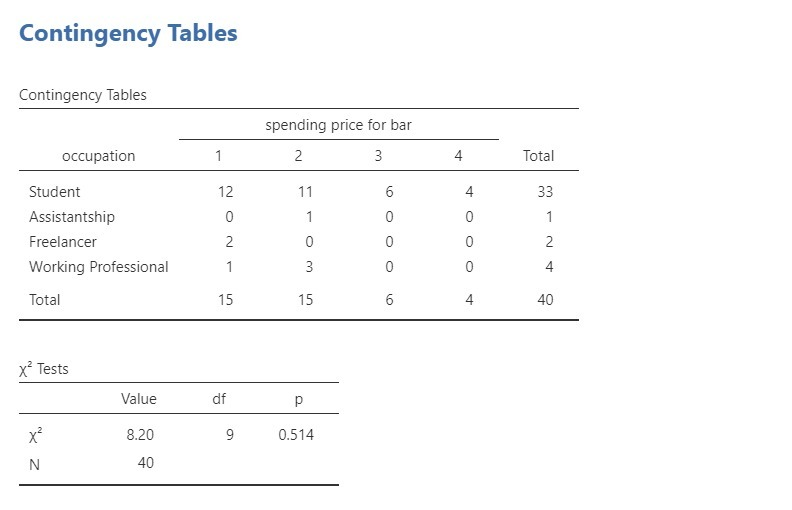 Contingency Tables
Contingency Tables
spending price for bar
occupation 1 2 3 4 Total
Student 12 11 6 4 33
Assistantship 0 1 0 0 1
Freelancer 2 0 0 0 2
Working Professional 1 3 0 0 4
Total 15 15 6 4 40
χ² Tests
Value df p
χ² 8.20 9 0.514
N 40